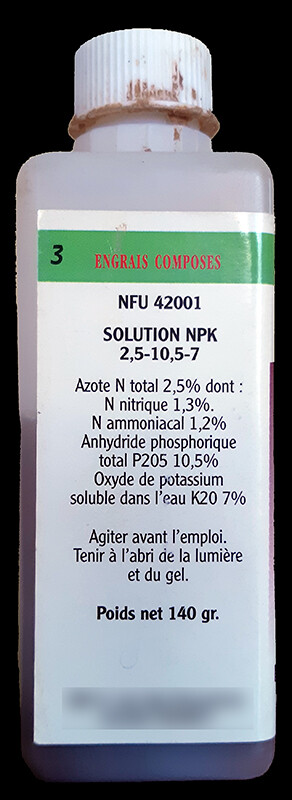 3
ENGRAIS COMPOSES
NFU 42001
SOLUTION NPK
2,5-10,5-7
Azote N total 2,5% dont :
N nitrique 1,3%.
N ammoniacal 1,2%
Anhydride phosphorique
total P205 10,5%
Oxyde de potassium
soluble dans l'eau K20 7%
Agiter avant l'emploi.
Tenir à l'abri de la lumière
et du gel.
Poids net 140 gr.